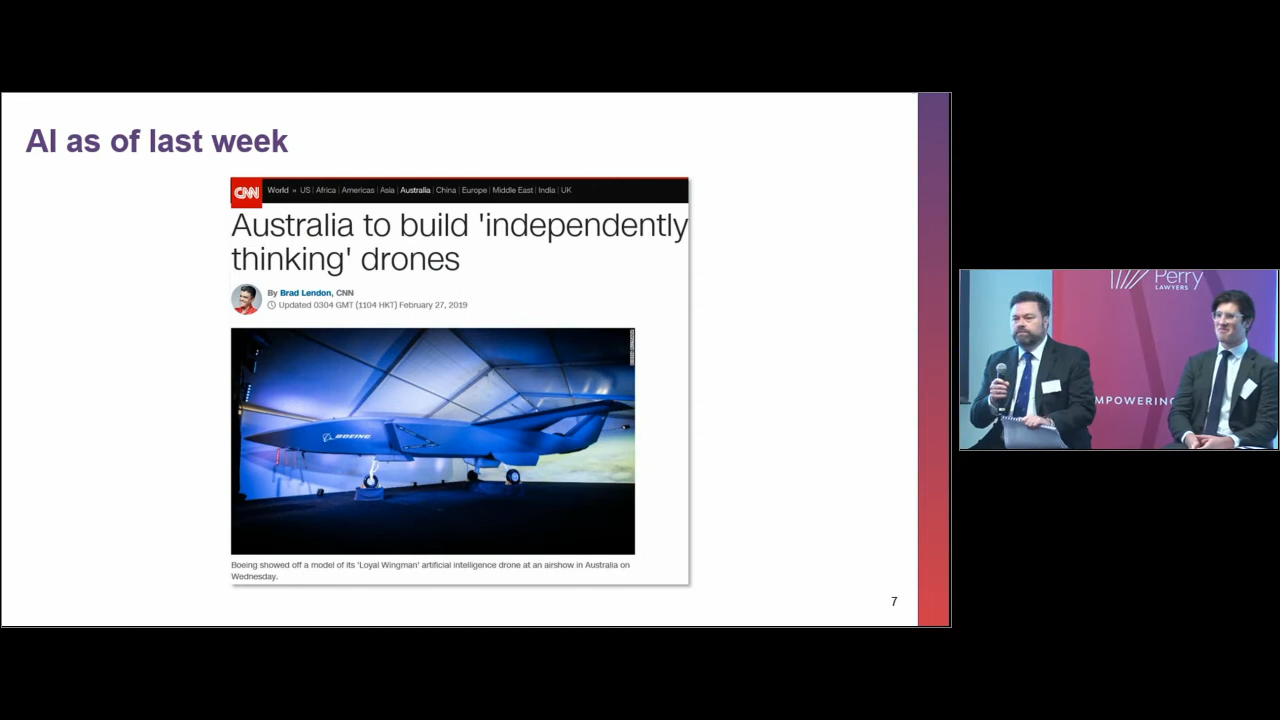 AI as of last week
CNN
World » US | Africa | Americas | Asia | Australia | China | Europe | Middle East | India | UK
Australia to build 'independently
thinking' drones
By Brad Lendon, CNN
Updated 0304 GMT (1104 HKT) February 27, 2019
BOEING
Boeing showed off a model of its 'Loyal Wingman' artificial intelligence drone at an airshow in Australia on
Wednesday.
7
Perry
LAWYERS
MPOWERING